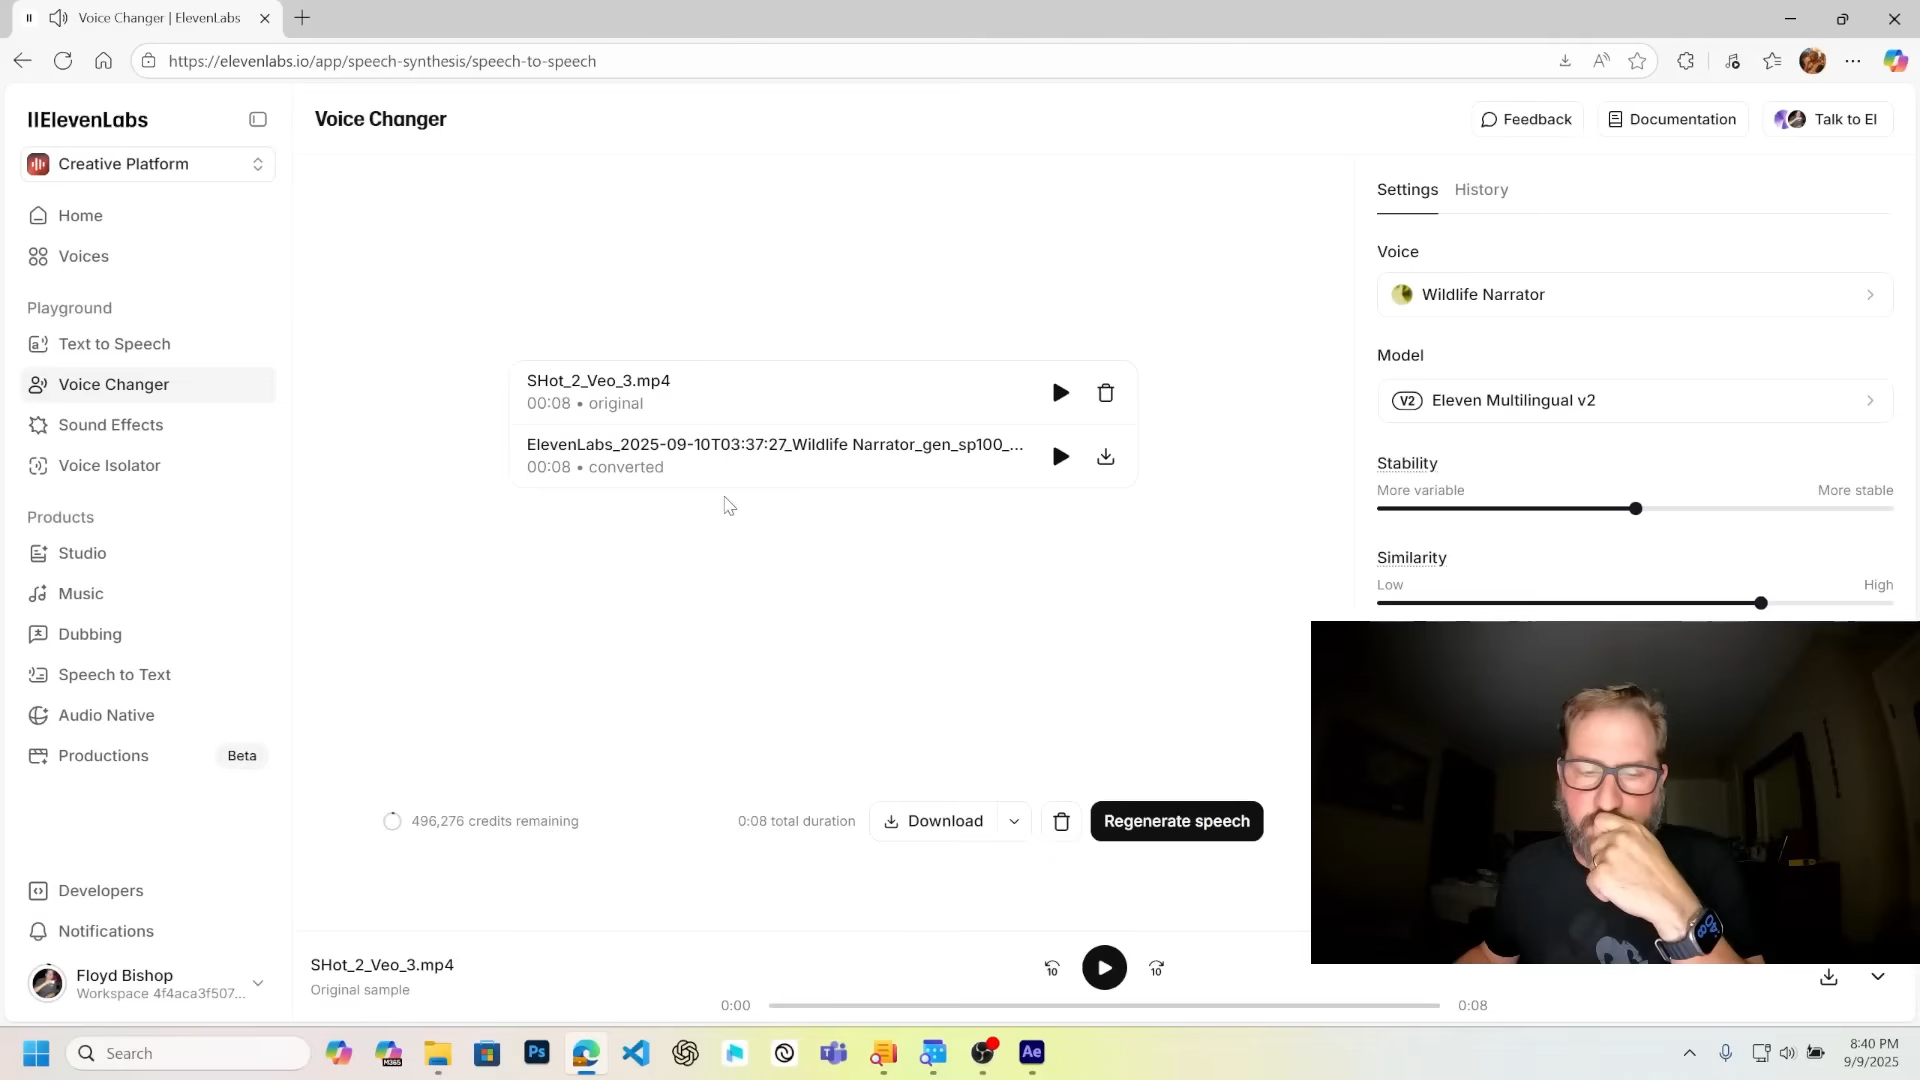 Voice Changer | ElevenLabs
https://elevenlabs.io/app/speech-synthesis/speech-to-speech
IIElevenLabs
Creative Platform
Home
Voices
Playground
Text to Speech
Voice Changer
Sound Effects
Voice Isolator
Products
Studio
Music
Dubbing
Speech to Text
Audio Native
Productions
Beta
Developers
Notifications
Floyd Bishop
Workspace 4f4aca3f507...
Voice Changer
Feedback
Documentation
Talk to El
SHot_2_Veo_3.mp4
00:08 • original
ElevenLabs_2025-09-10T03:37:27_Wildlife Narrator_gen_sp100_...
00:08 • converted
496,276 credits remaining
0:08 total duration
Download
Regenerate speech
Settings
History
Voice
Wildlife Narrator
Model
V2 Eleven Multilingual v2
Stability
More variable
More stable
Similarity
Low
High
SHot_2_Veo_3.mp4
Original sample
10
10
0:00
0:08
Search
M365
Ps
Ae
8:40 PM
9/9/2025